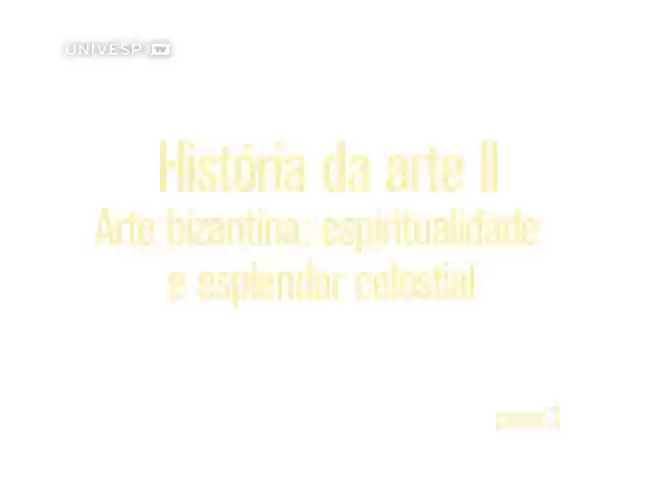 UNIVESP TV
História da arte II
Arte bizantina: espiritualidade
e esplendor celestial